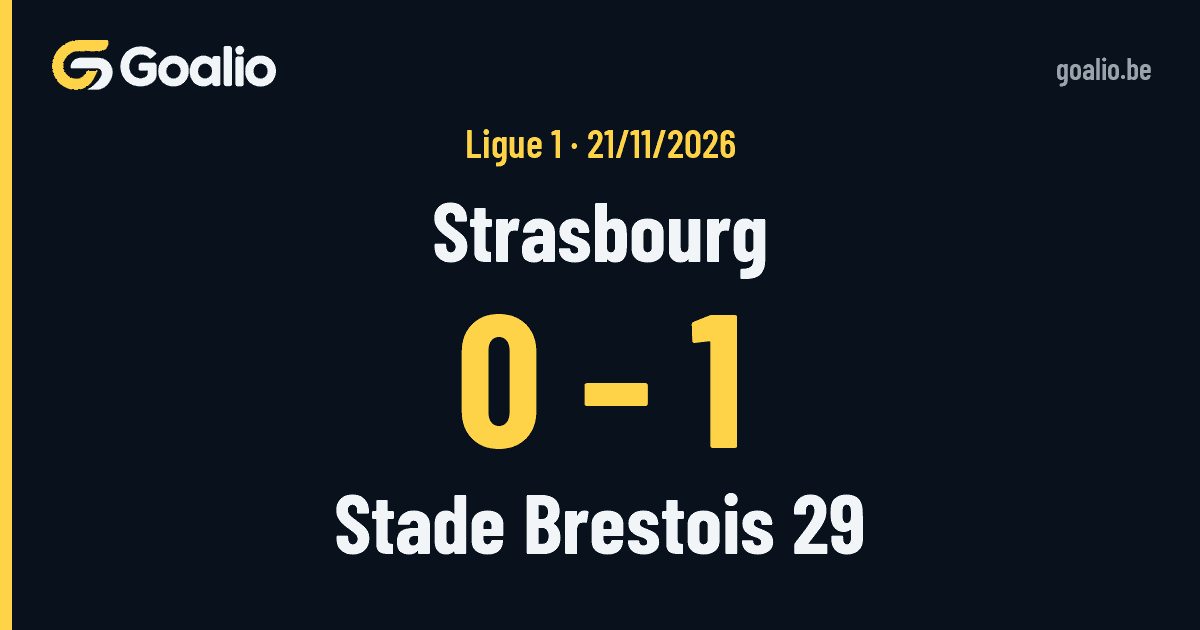 Goalio
goalio.be
Ligue 1 · 21/11/2026
Strasbourg
0 – 1
Stade Brestois 29